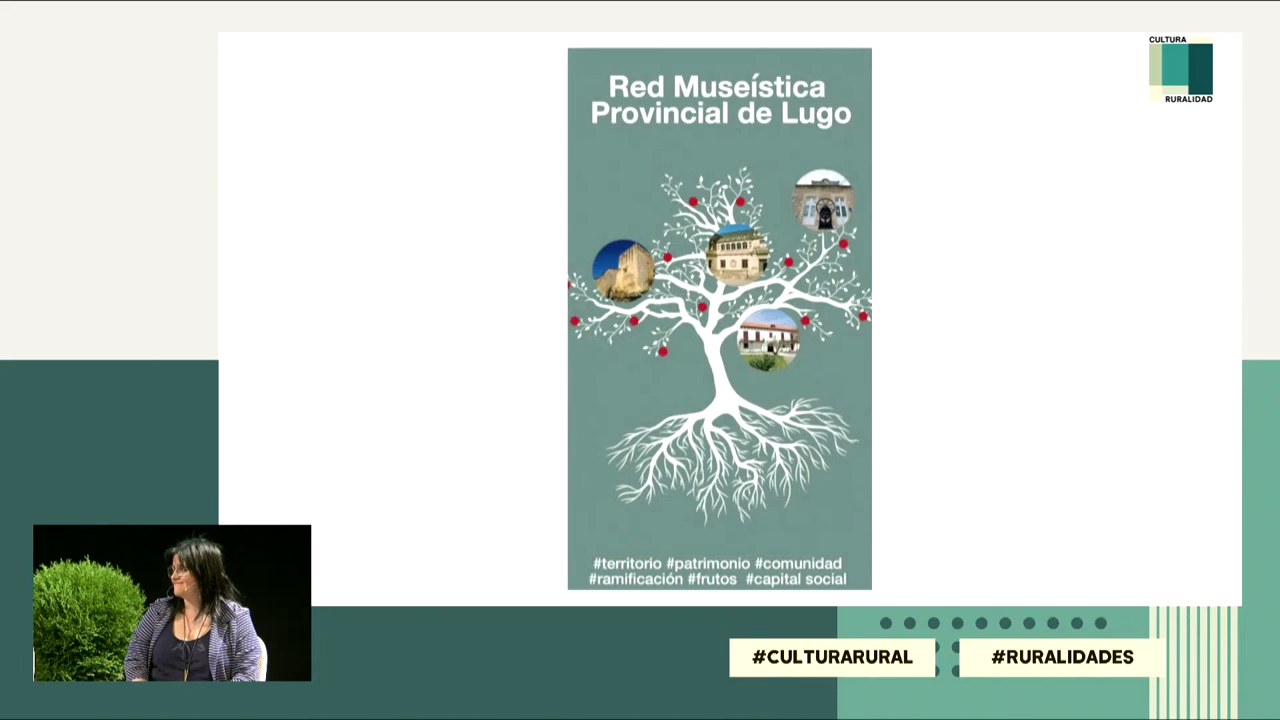 CULTURA
RURALIDAD
Red Museística
Provincial de Lugo
#territorio #patrimonio #comunidad
#ramificación #frutos #capital social
#CULTURARURAL
#RURALIDADES